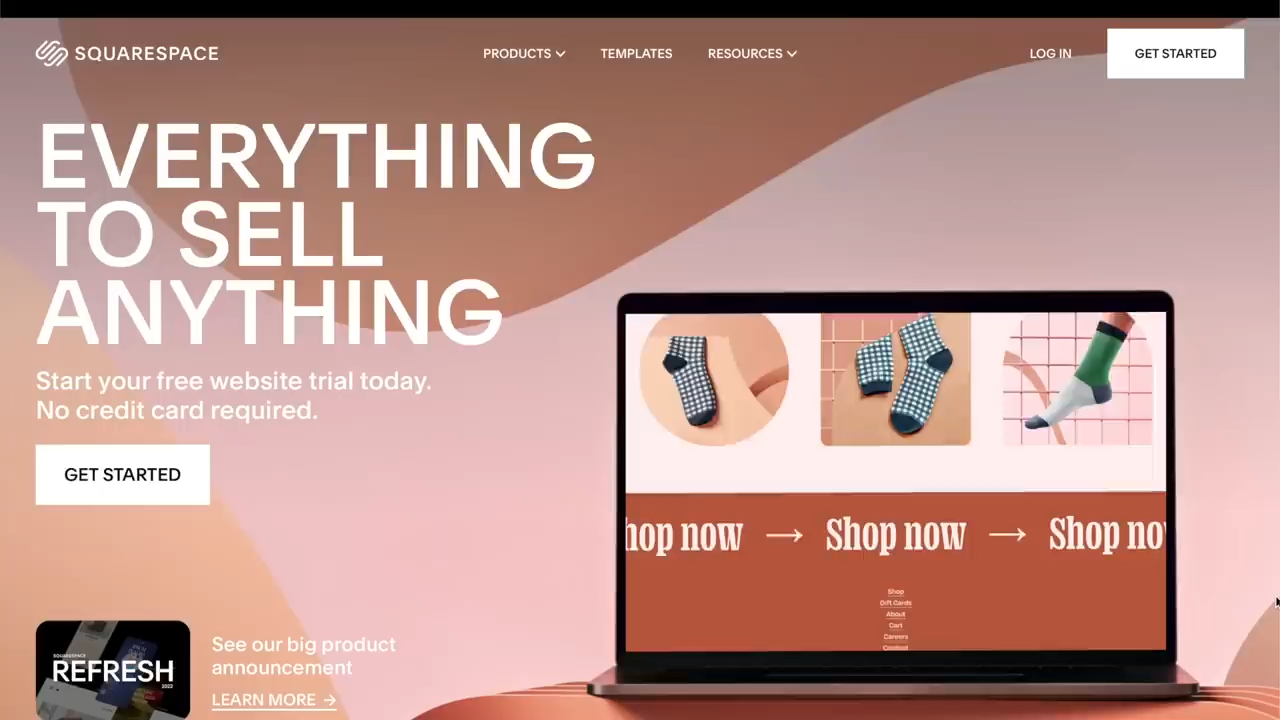 SQUARESPACE
PRODUCTS
TEMPLATES
RESOURCES
LOG IN
GET STARTED
EVERYTHING
TO SELL
ANYTHING
Start your free website trial today.
No credit card required.
GET STARTED
hop now → Shop now → Shop no
Shop
Gift Cards
About
Cart
Careers
SQUARESPACE
REFRESH
2022
See our big product
announcement
LEARN MORE →